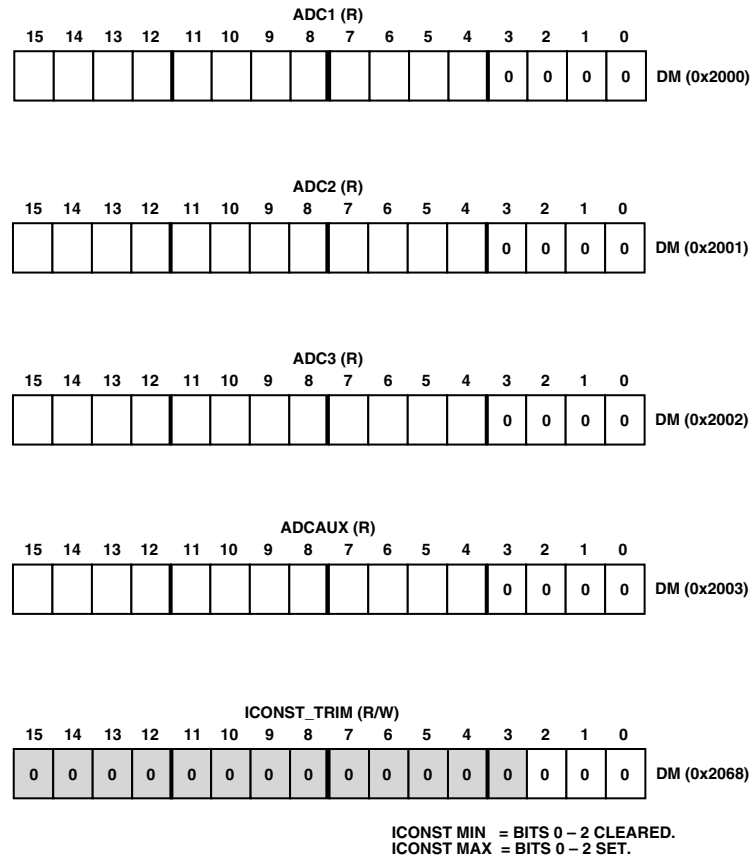 ADC1 (R)
15 14 13 12 11 10 9 8 7 6 5 4 3 2 1 0
0 0 0 0 DM (0x2000)
ADC2 (R)
15 14 13 12 11 10 9 8 7 6 5 4 3 2 1 0
0 0 0 0 DM (0x2001)
ADC3 (R)
15 14 13 12 11 10 9 8 7 6 5 4 3 2 1 0
0 0 0 0 DM (0x2002)
ADCAUX (R)
15 14 13 12 11 10 9 8 7 6 5 4 3 2 1 0
0 0 0 0 DM (0x2003)
ICONST_TRIM (R/W)
15 14 13 12 11 10 9 8 7 6 5 4 3 2 1 0
0 0 0 0 0 0 0 0 0 0 0 0 0 0 0 0 DM (0x2068)
ICONST MIN = BITS 0 – 2 CLEARED.
ICONST MAX = BITS 0 – 2 SET.